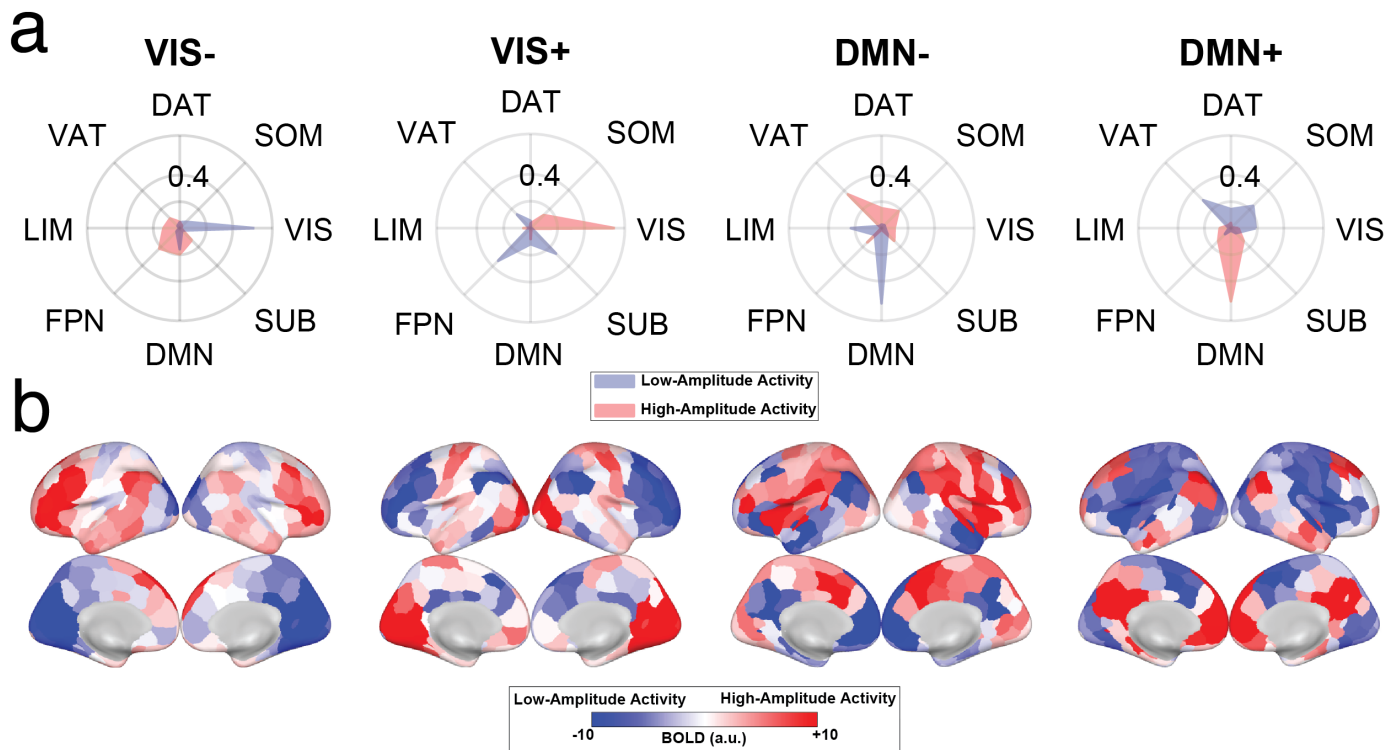 a
VIS- VIS+ DMN- DMN+
DAT DAT DAT DAT
VAT SOM VAT SOM VAT SOM VAT SOM
0.4 0.4 0.4 0.4
LIM VIS LIM VIS LIM VIS LIM VIS
FPN SUB FPN SUB FPN SUB FPN SUB
DMN DMN DMN DMN
Low-Amplitude Activity
High-Amplitude Activity
b
Low-Amplitude Activity High-Amplitude Activity
-10 BOLD (a.u.) +10